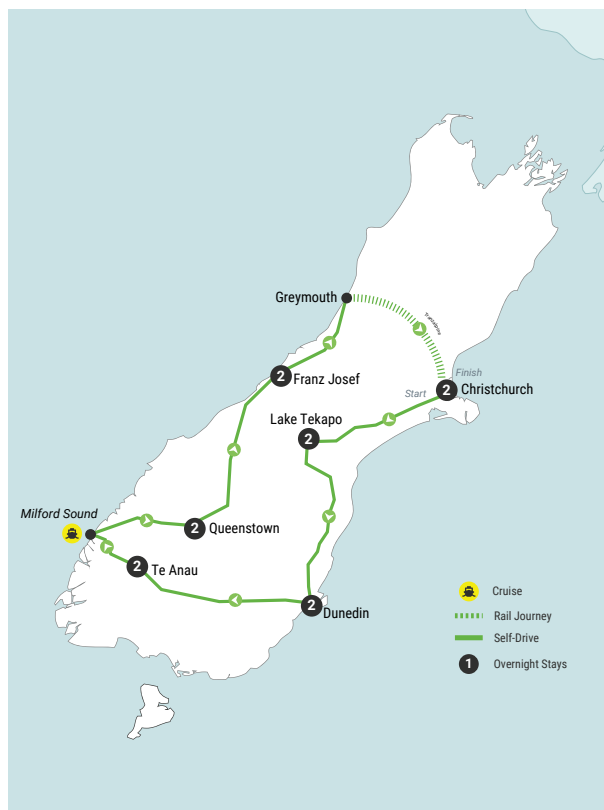 Greymouth
TranzAlpine
2
Franz Josef
Finish
Start
2
Christchurch
Lake Tekapo
2
Milford Sound
2
Queenstown
2
Te Anau
2
Dunedin
Cruise
Rail Journey
Self-Drive
1
Overnight Stays